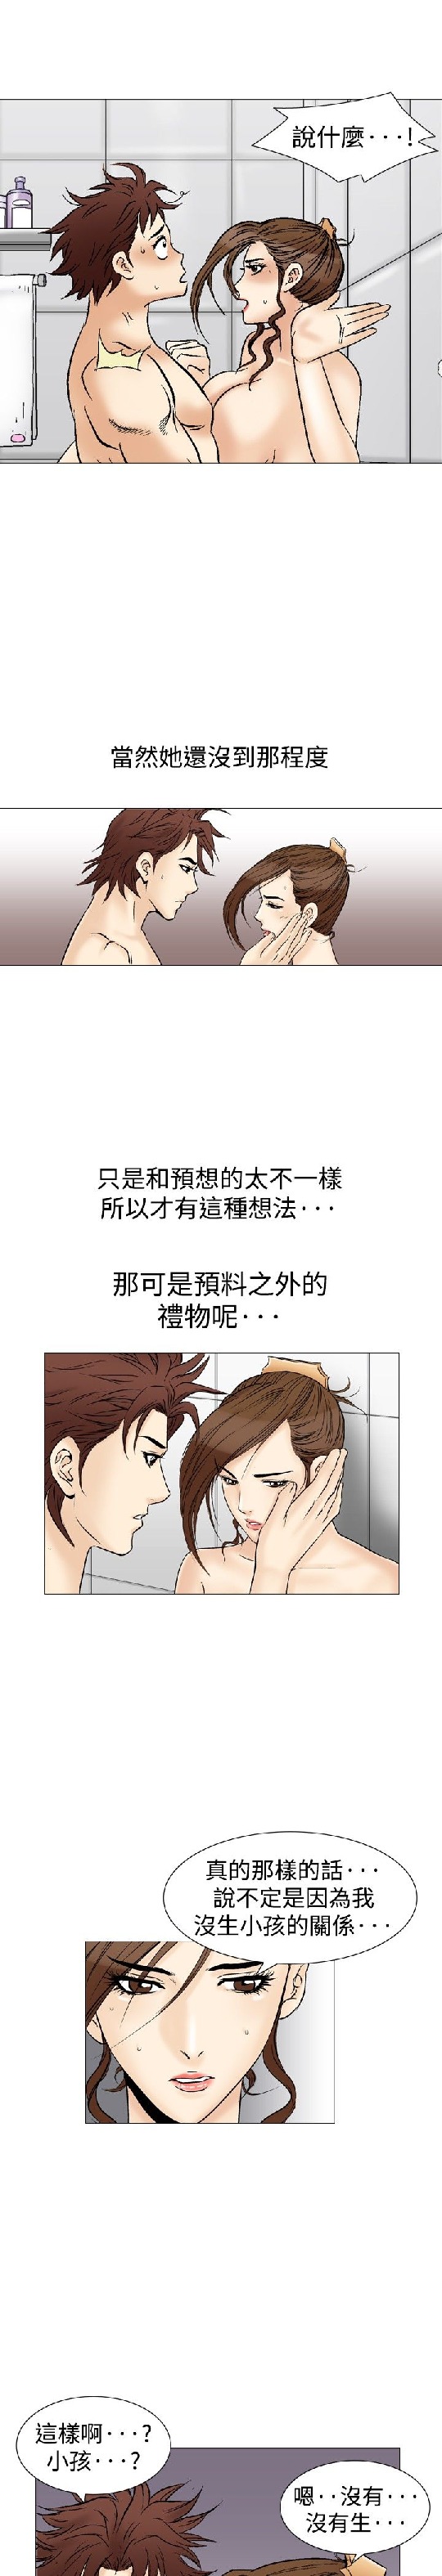 說什麼···!
當然她還沒到那程度
只是和預想的太不一樣
所以才有這種想法···
那可是預料之外的
禮物呢···
真的那樣的話···
說不定是因為我
沒生小孩的關係···
這樣啊···?
小孩···?
嗯··沒有···
沒有生···